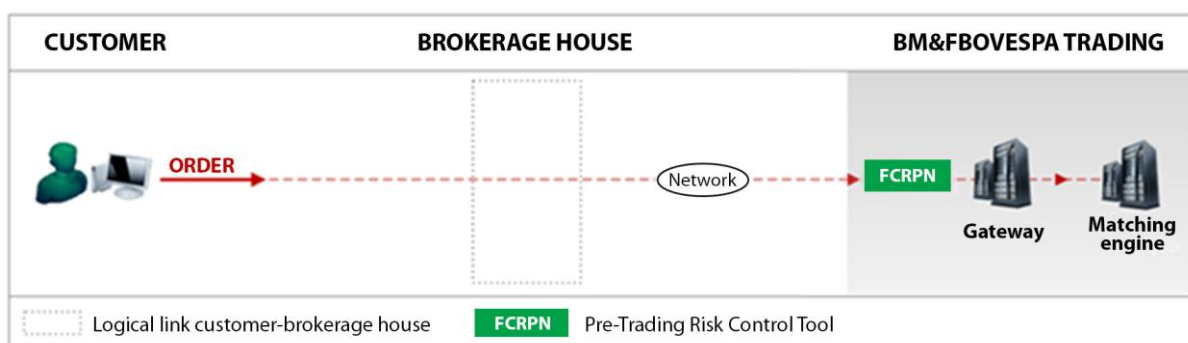 CUSTOMER
BROKERAGE HOUSE
BM&FBOVESPA TRADING
ORDER
Network
FCRPN
Gateway
Matching
engine
Logical link customer-brokerage house
FCRPN
Pre-Trading Risk Control Tool